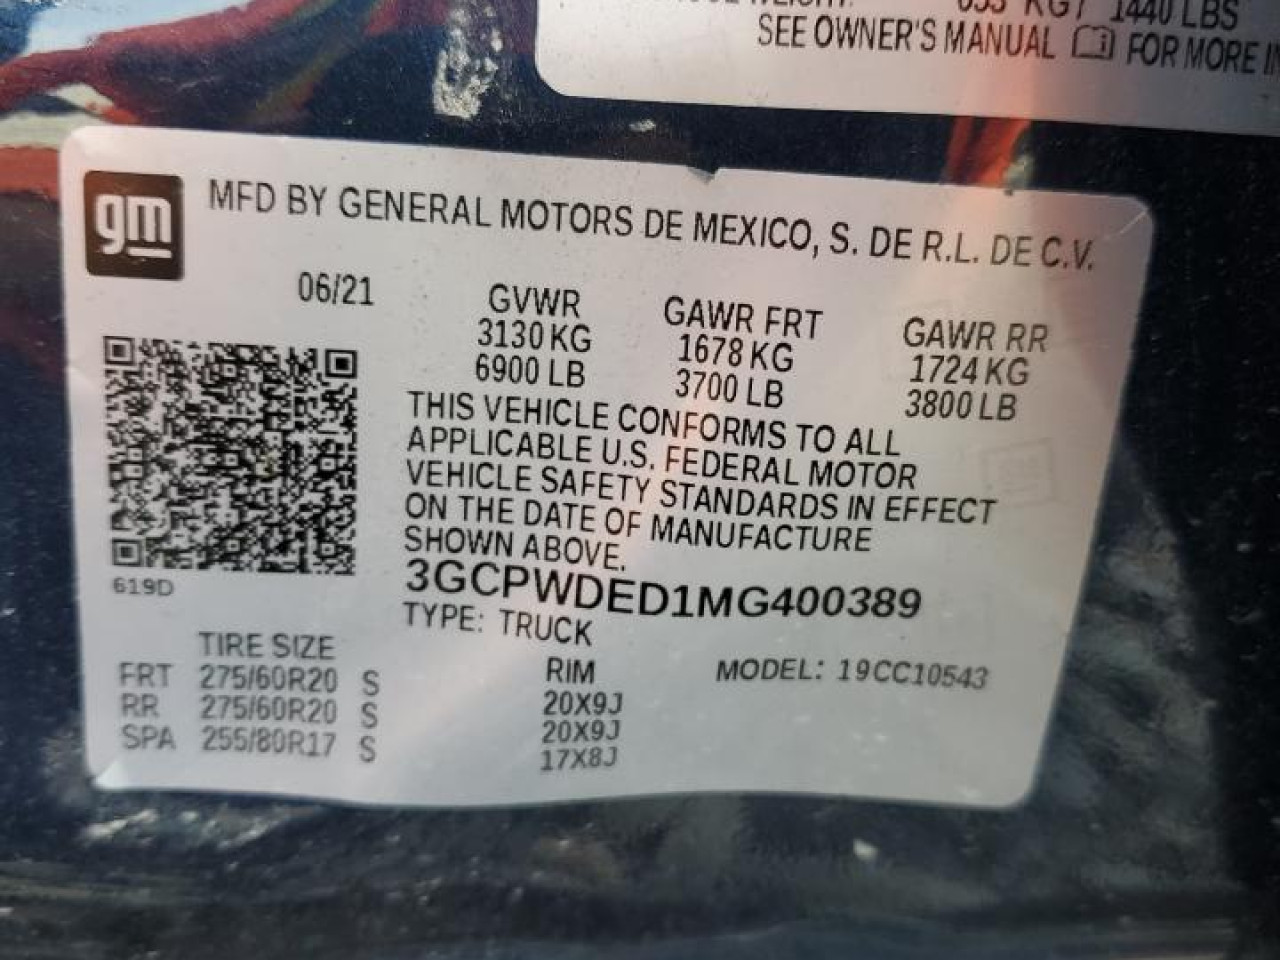 1440 LBS
SEE OWNER'S MANUAL FOR MORE
gm
MFD BY GENERAL MOTORS DE MEXICO, S. DE R.L. DE C.V.
06/21
GVWR GAWR FRT GAWR RR
3130 KG 1678 KG 1724 KG
6900 LB 3700 LB 3800 LB
THIS VEHICLE CONFORMS TO ALL
APPLICABLE U.S. FEDERAL MOTOR
VEHICLE SAFETY STANDARDS IN EFFECT
ON THE DATE OF MANUFACTURE
SHOWN ABOVE.
619D
3GCPWDED1MG400389
TYPE: TRUCK
TIRE SIZE RIM MODEL: 19CC10543
FRT 275/60R20 S 20X9J
RR 275/60R20 S 20X9J
SPA 255/80R17 S 17X8J